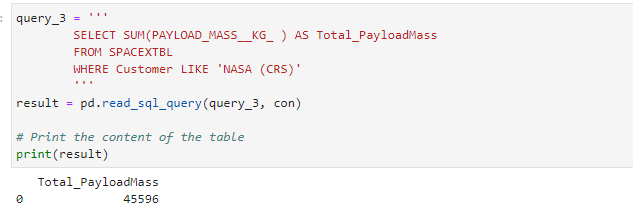 query_3 = '''
SELECT SUM(PAYLOAD_MASS__KG_ ) AS Total_PayloadMass
FROM SPACEXTBL
WHERE Customer LIKE 'NASA (CRS)'
'''
result = pd.read_sql_query(query_3, con)
# Print the content of the table
print(result)
Total_PayloadMass
0 45596